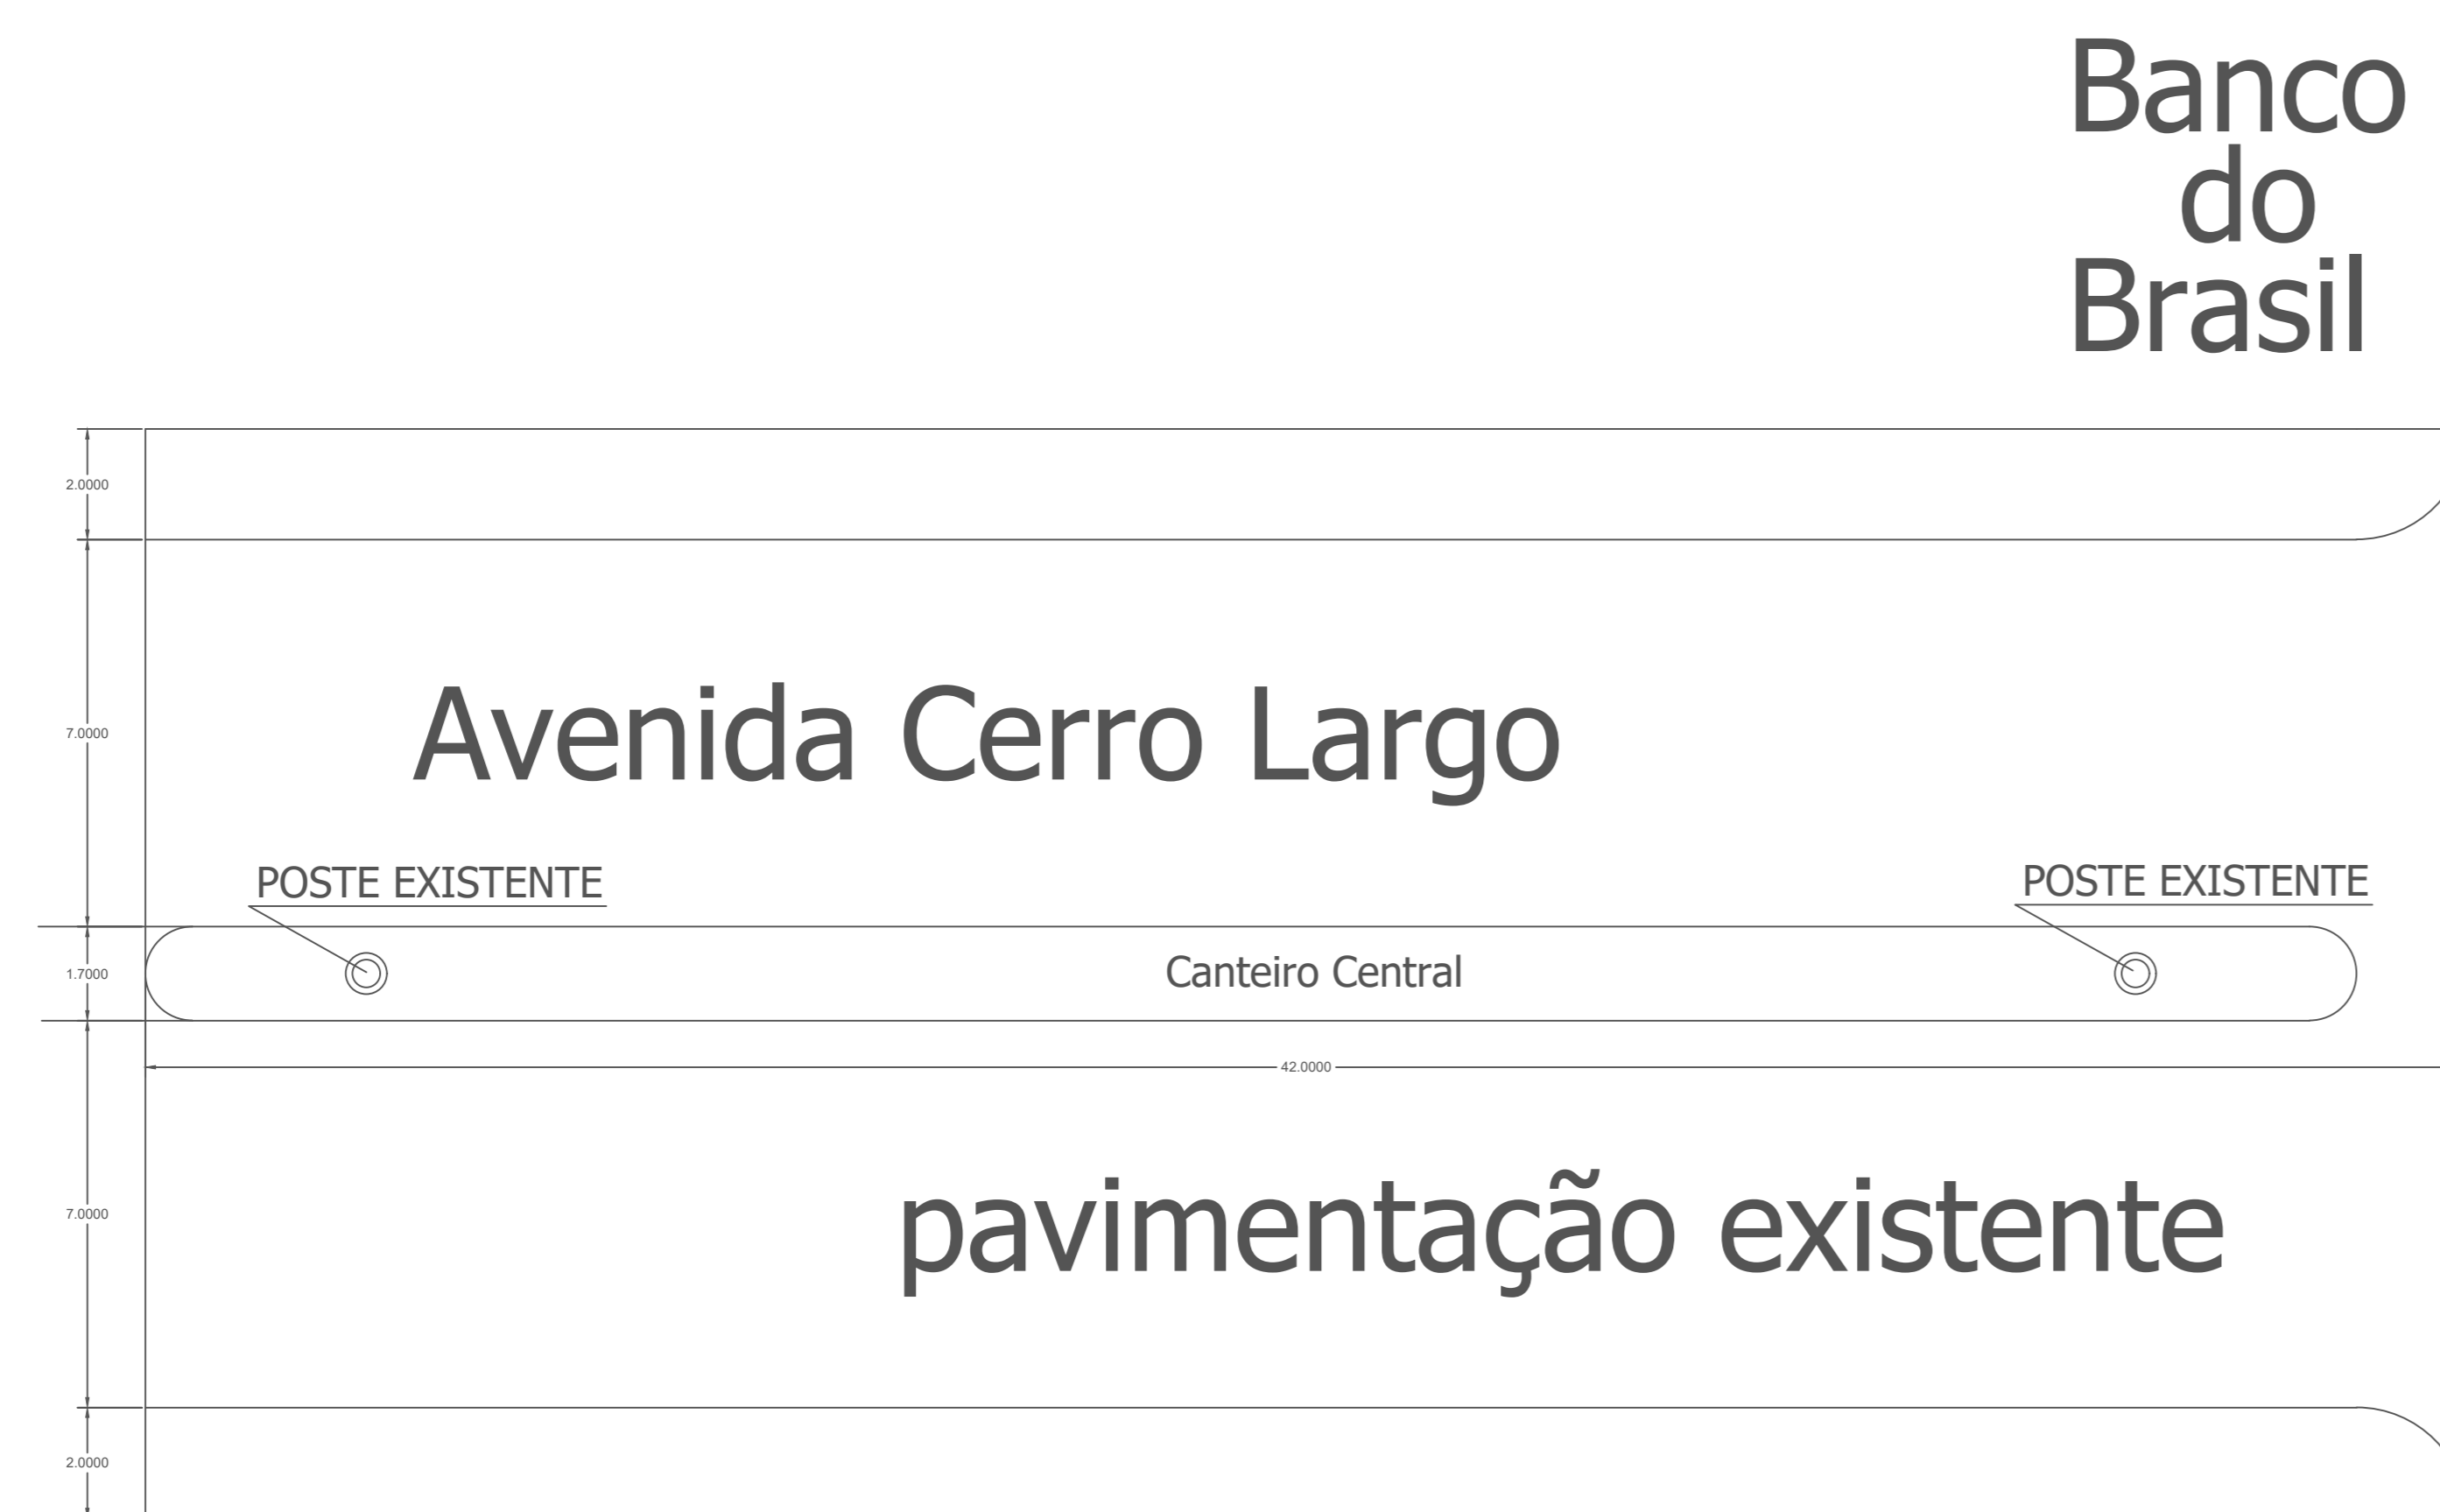 Banco
do
Brasil
2.0000
7.0000
Avenida Cerro Largo
POSTE EXISTENTE
POSTE EXISTENTE
1.7000
Canteiro Central
42.0000
7.0000
pavimentação existente
2.0000